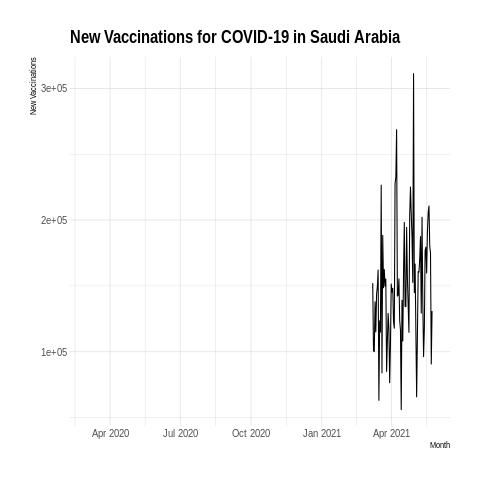 New Vaccinations for COVID-19 in Saudi Arabia
New Vaccinations
3e+05
2e+05
1e+05
Apr 2020 Jul 2020 Oct 2020 Jan 2021 Apr 2021
Month